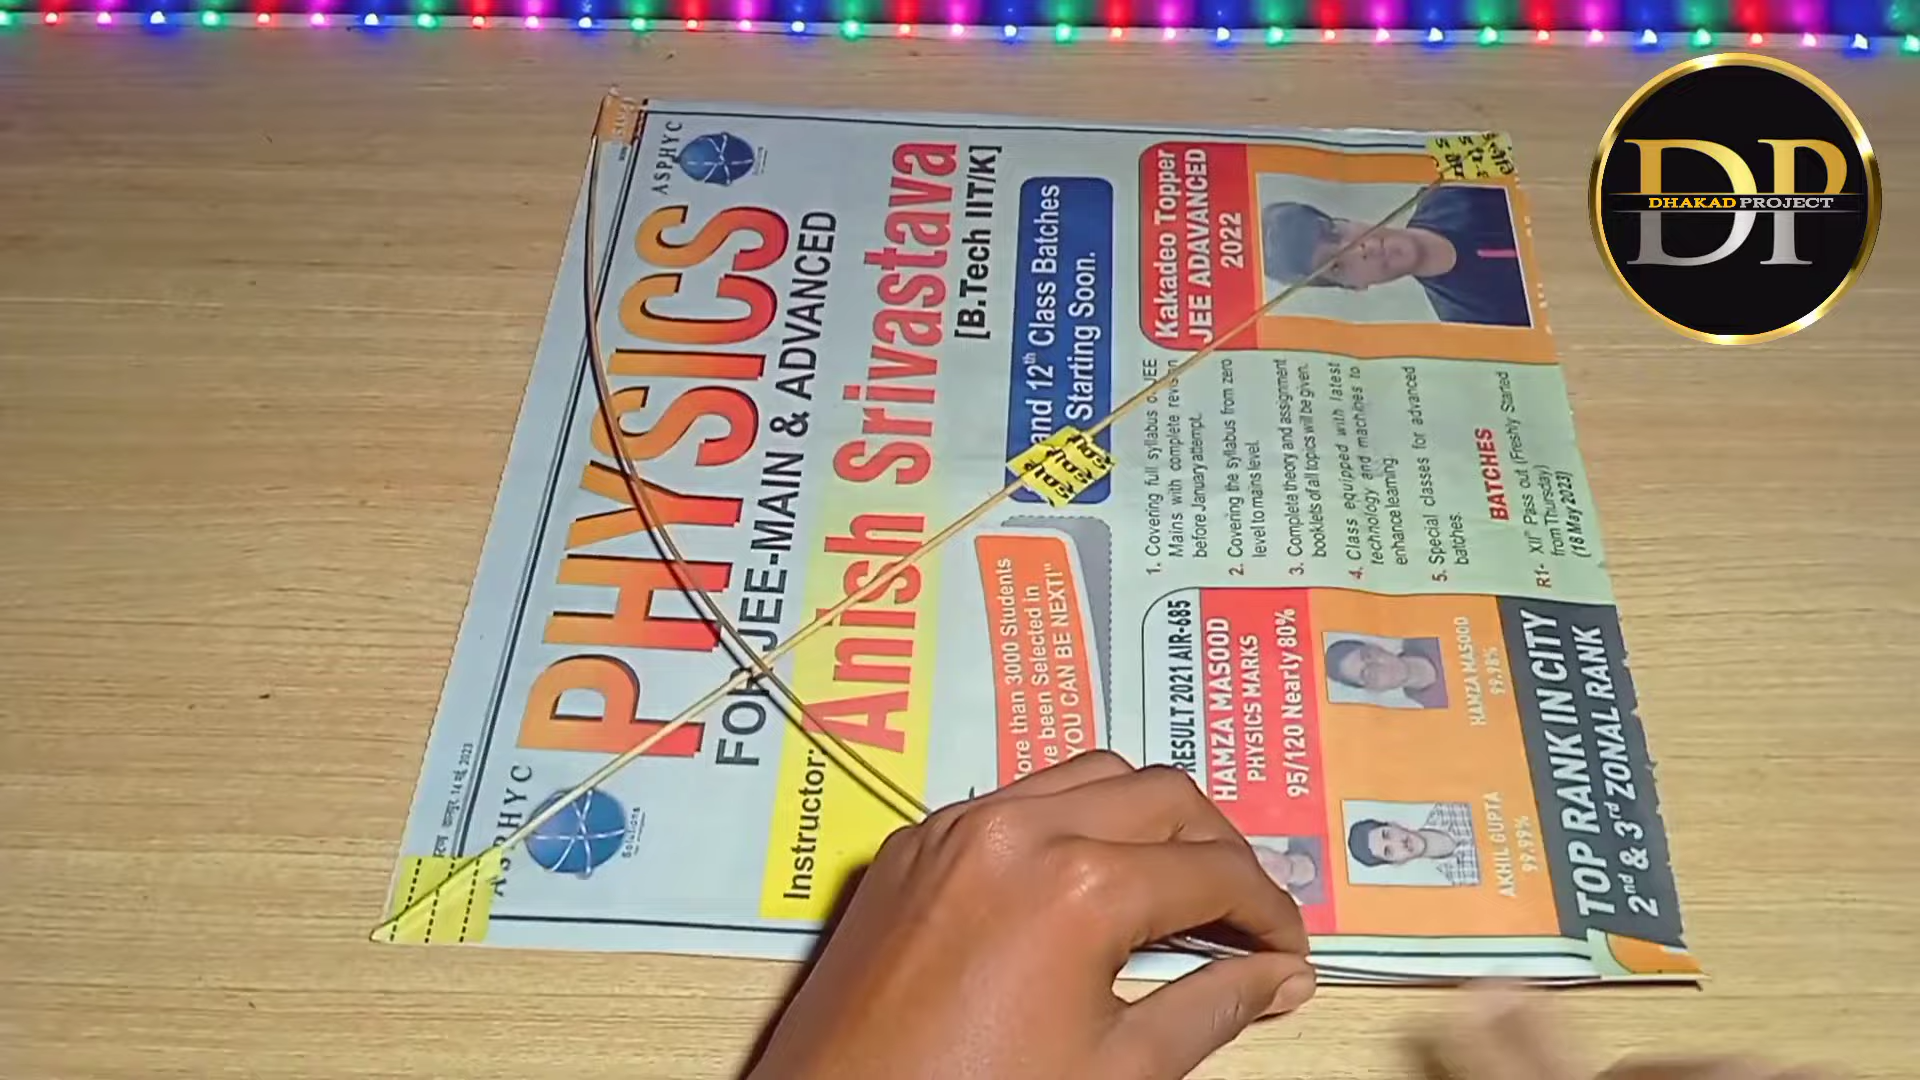 ASPHYC
ASPHYC
Solutions
PHYSICS
FOR JEE-MAIN & ADVANCED
Instructor: Anish Srivastava
[B.Tech IIT/K]
and 12th Class Batches
Starting Soon.
More than 3000 Students
have been Selected in
"YOU CAN BE NEXT!"
Kakadeo Topper
JEE ADAVANCED
2022
1. Covering full syllabus of JEE
Mains with complete revision
before January attempt.
2. Covering the syllabus from zero
level to mains level.
3. Complete theory and assignment
booklets of all topics will be given.
4. Class equipped with latest
technology and machines to
enhance learning.
5. Special classes for advanced
batches.
BATCHES
R1- XIIth Pass out (Freshly Started
from Thursday)
(18 May 2023)
RESULT 2021 AIR-685
HAMZA MASOOD
PHYSICS MARKS
95/120 Nearly 80%
HAMZA MASOOD
99.98%
AKHIL GUPTA
99.99%
TOP RANK IN CITY
2nd & 3rd ZONAL RANK
DP
DHAKAD PROJECT